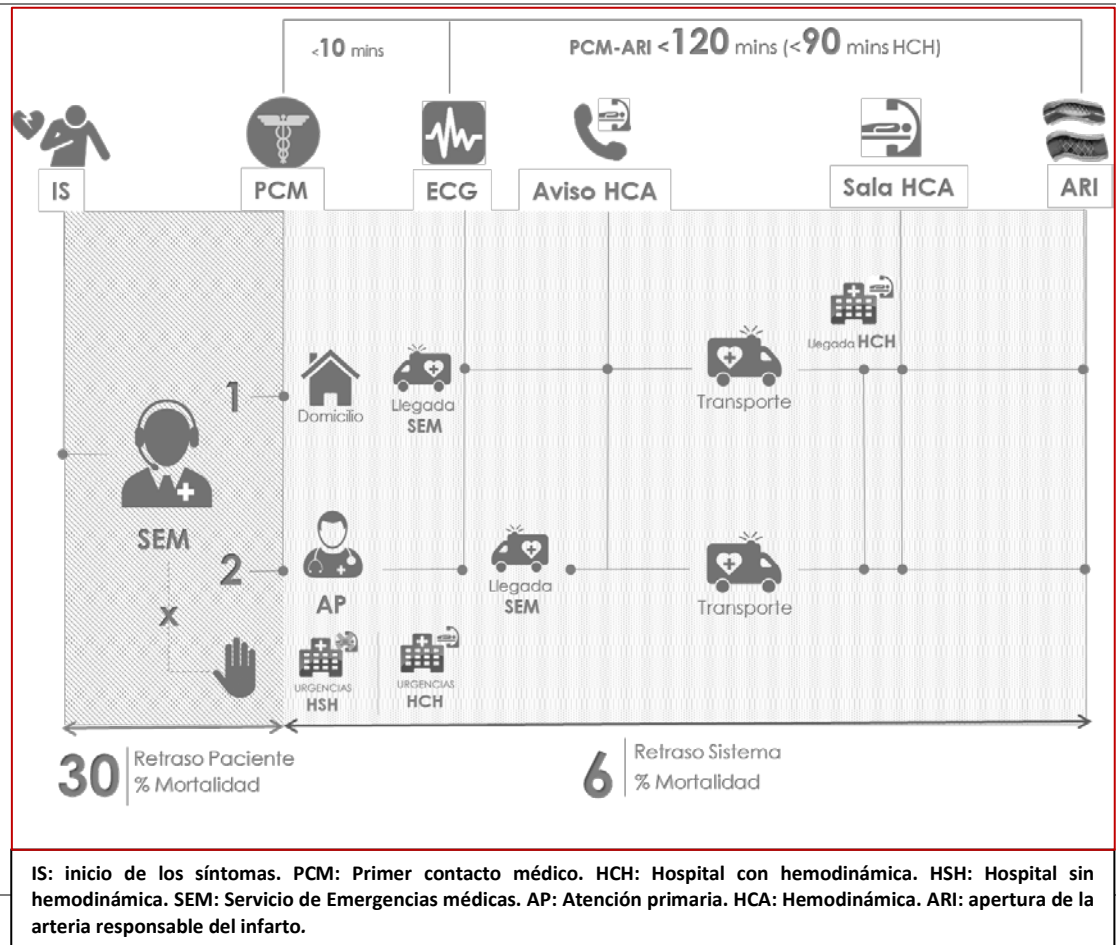 <10 mins
PCM-ARI <120 mins (<90 mins HCH)
IS
PCM
ECG
Aviso HCA
Sala HCA
ARI
Llegada HCH
1
Domicilio
Llegada
SEM
Transporte
SEM
2
AP
Llegada
SEM
Transporte
x
URGENCIAS
HSH
URGENCIAS
HCH
30
Retraso Paciente
% Mortalidad
6
Retraso Sistema
% Mortalidad
IS: inicio de los síntomas. PCM: Primer contacto médico. HCH: Hospital con hemodinámica. HSH: Hospital sin
hemodinámica. SEM: Servicio de Emergencias médicas. AP: Atención primaria. HCA: Hemodinámica. ARI: apertura de la
arteria responsable del infarto.